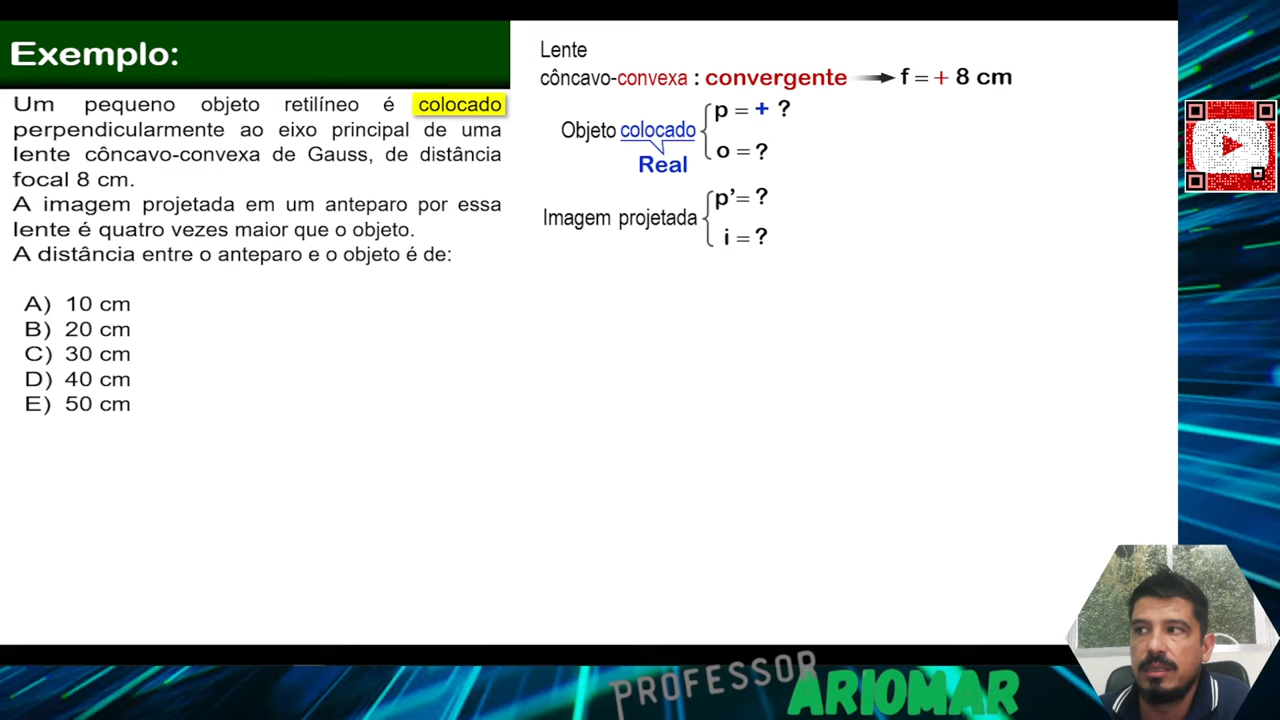 Exemplo:
Um pequeno objeto retilíneo é colocado
perpendicularmente ao eixo principal de uma
lente côncavo-convexa de Gauss, de distância
focal 8 cm.
A imagem projetada em um anteparo por essa
lente é quatro vezes maior que o objeto.
A distância entre o anteparo e o objeto é de:
A) 10 cm
B) 20 cm
C) 30 cm
D) 40 cm
E) 50 cm
Lente
côncavo-convexa : convergente f = + 8 cm
Objeto colocado
Real
p = + ?
o = ?
Imagem projetada
p’= ?
i = ?
PROFESSOR
ARIOMAR